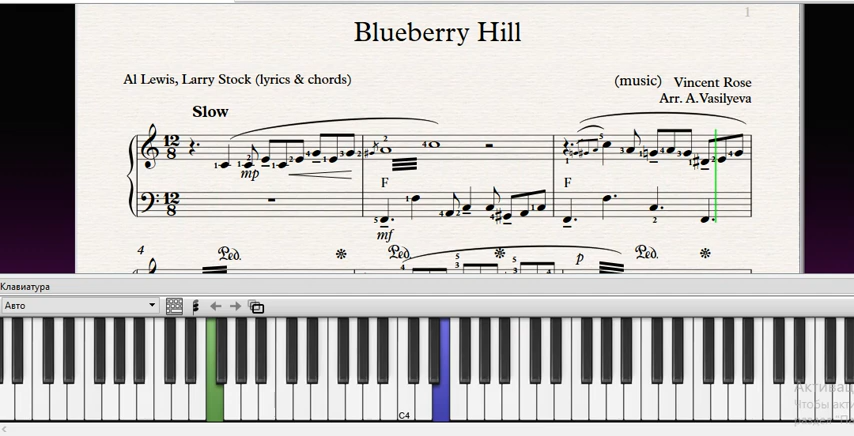 1
Blueberry Hill
Al Lewis, Larry Stock (lyrics & chords)
(music) Vincent Rose
Arr. A.Vasilyeva
Slow
mp
F
F
mf
4
p
Клавиатура
Авто
C4